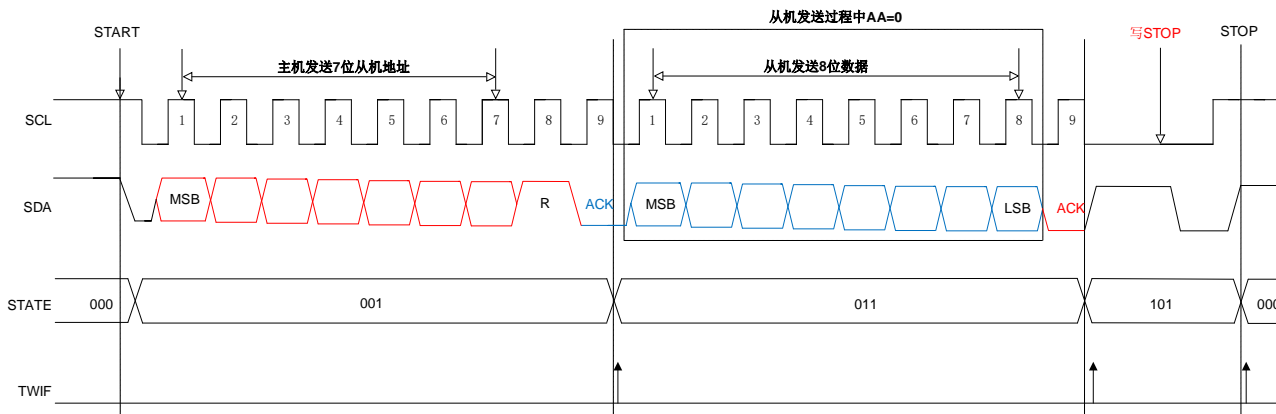 从机发送过程中AA=0
START
写STOP
STOP
主机发送7位从机地址
从机发送8位数据
SCL
1 2 3 4 5 6 7 8 9 1 2 3 4 5 6 7 8 9
SDA
MSB R ACK MSB LSB ACK
STATE 000 001 011 101 000
TWIF